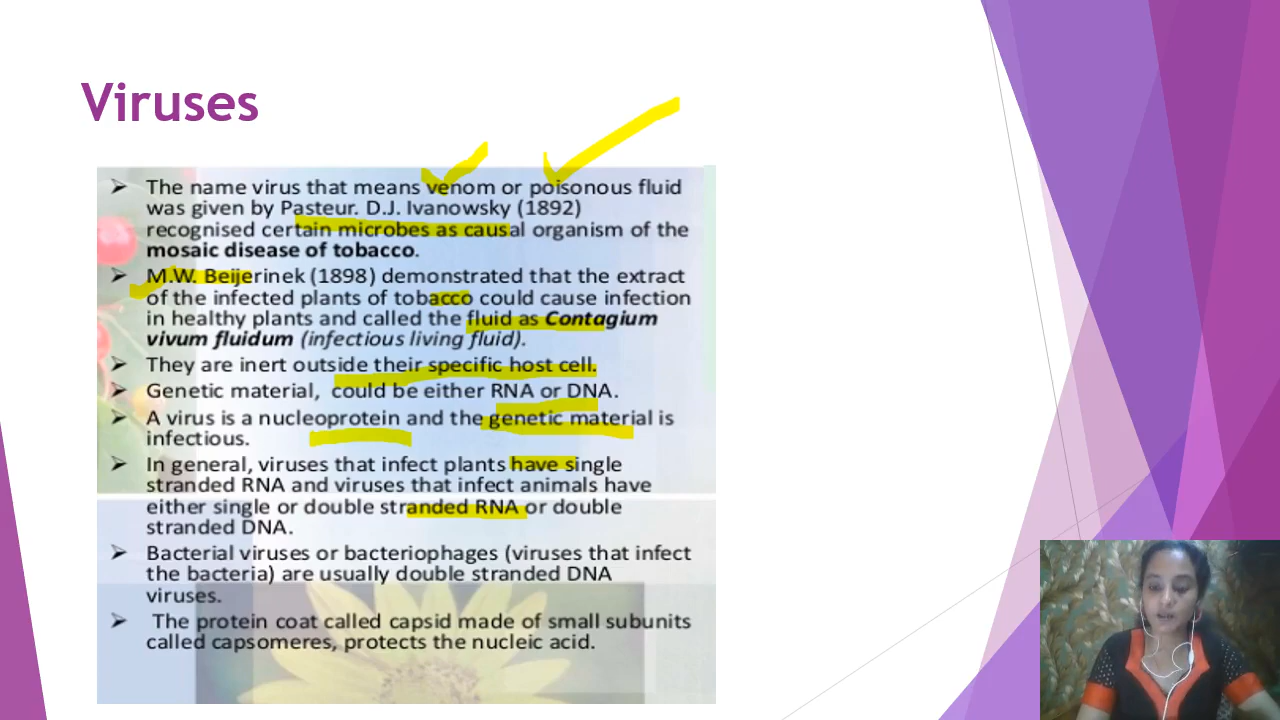 Viruses
➢ The name virus that means venom or poisonous fluid
was given by Pasteur. D.J. Ivanowsky (1892)
recognised certain microbes as causal organism of the
mosaic disease of tobacco.
➢ M.W. Beijerinek (1898) demonstrated that the extract
of the infected plants of tobacco could cause infection
in healthy plants and called the fluid as Contagium
vivum fluidum (infectious living fluid).
➢ They are inert outside their specific host cell.
➢ Genetic material, could be either RNA or DNA.
➢ A virus is a nucleoprotein and the genetic material is
infectious.
➢ In general, viruses that infect plants have single
stranded RNA and viruses that infect animals have
either single or double stranded RNA or double
stranded DNA.
➢ Bacterial viruses or bacteriophages (viruses that infect
the bacteria) are usually double stranded DNA
viruses.
➢ The protein coat called capsid made of small subunits
called capsomeres, protects the nucleic acid.